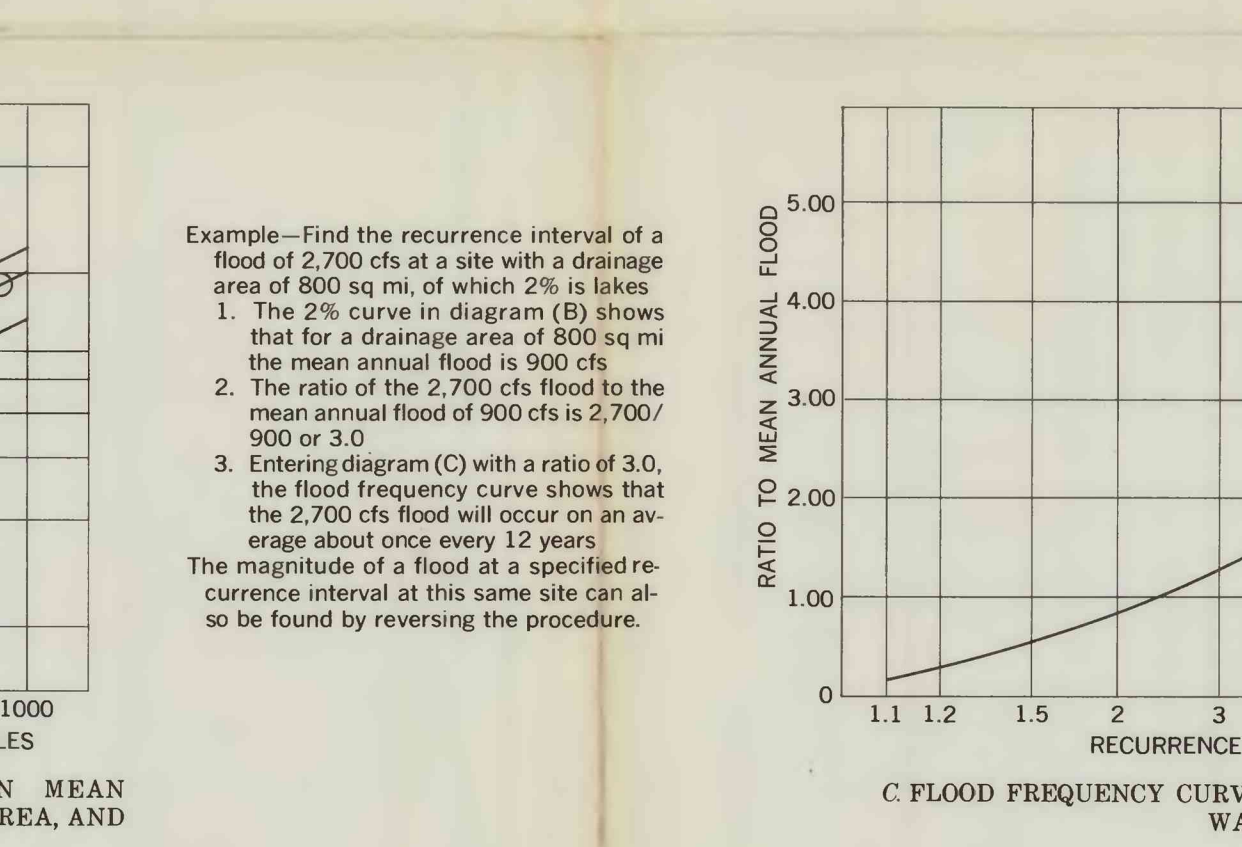 1000
LES
N MEAN
REA, AND
Example—Find the recurrence interval of a
flood of 2,700 cfs at a site with a drainage
area of 800 sq mi, of which 2% is lakes
1. The 2% curve in diagram (B) shows
that for a drainage area of 800 sq mi
the mean annual flood is 900 cfs
2. The ratio of the 2,700 cfs flood to the
mean annual flood of 900 cfs is 2,700/
900 or 3.0
3. Entering diagram (C) with a ratio of 3.0,
the flood frequency curve shows that
the 2,700 cfs flood will occur on an av-
erage about once every 12 years
The magnitude of a flood at a specified re-
currence interval at this same site can al-
so be found by reversing the procedure.
RATIO TO MEAN ANNUAL FLOOD
5.00
4.00
3.00
2.00
1.00
0
1.1 1.2 1.5 2 3
RECURRENCE
C. FLOOD FREQUENCY CURV
WA